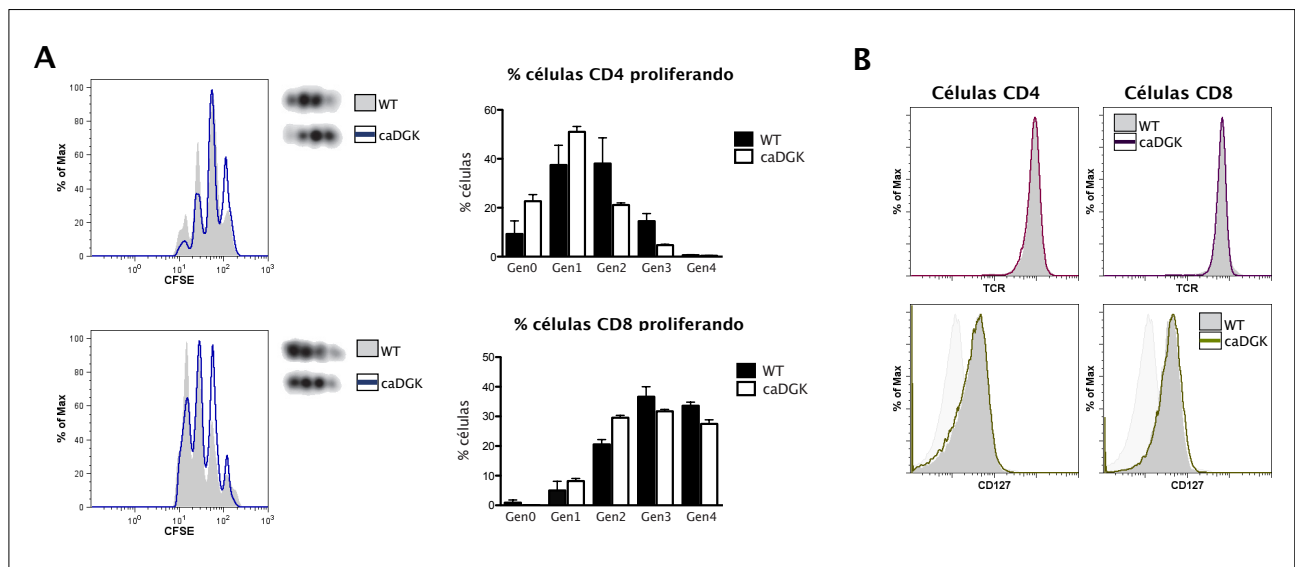 A
% of Max
100
80
60
40
20
0
10^0
10^1
10^2
10^3
CFSE
WT
caDGK
% células CD4 proliferando
% células
60
40
20
0
Gen0
Gen1
Gen2
Gen3
Gen4
WT
caDGK
% of Max
100
80
60
40
20
0
10^0
10^1
10^2
10^3
CFSE
WT
caDGK
% células CD8 proliferando
% células
50
40
30
20
10
0
Gen0
Gen1
Gen2
Gen3
Gen4
WT
caDGK
B
Células CD4
% of Max
TCR
Células CD8
WT
caDGK
% of Max
TCR
% of Max
CD127
WT
caDGK
% of Max
CD127